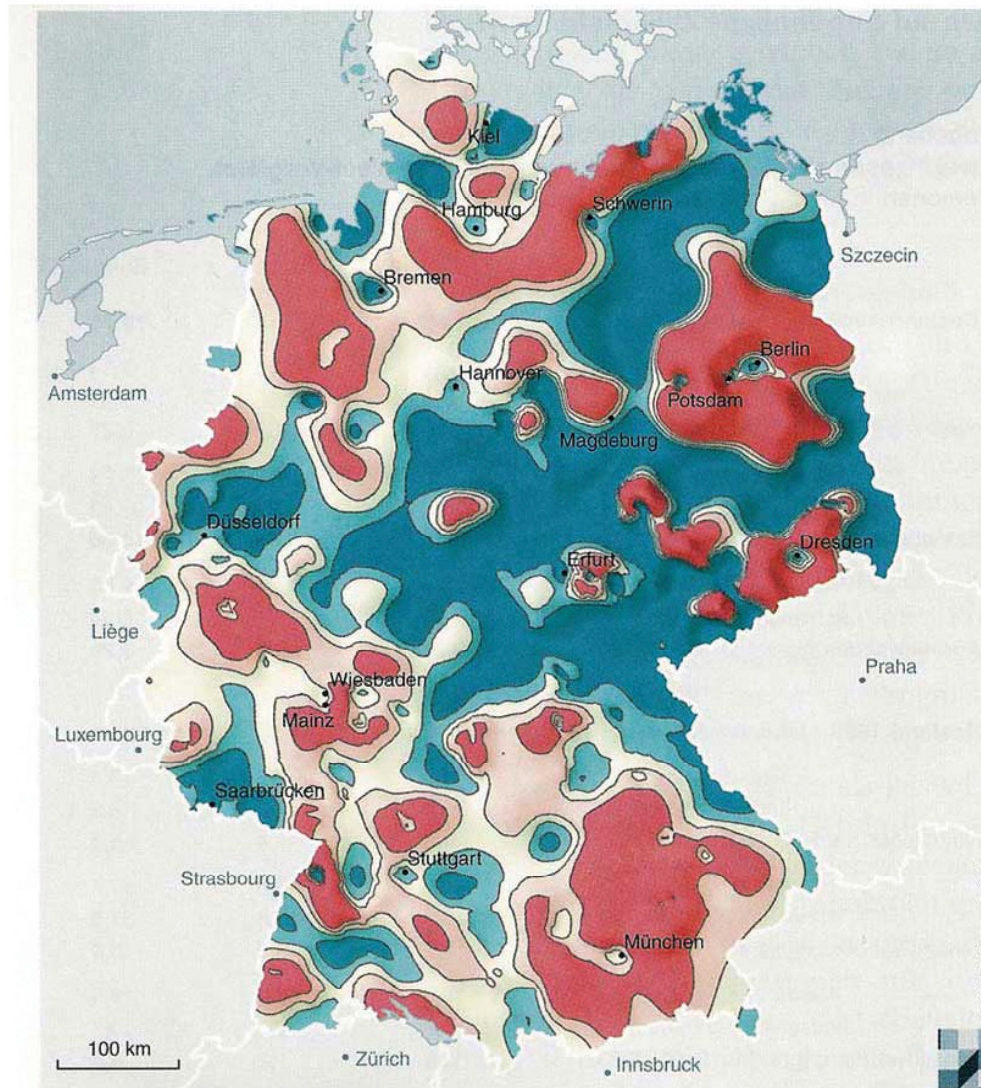 Kiel
Hamburg
Schwerin
Szczecin
Bremen
Berlin
Amsterdam
Hannover
Potsdam
Magdeburg
Düsseldorf
Erfurt
Dresden
Liège
Praha
Wiesbaden
Mainz
Luxembourg
Saarbrücken
Stuttgart
Strasbourg
München
100 km
Zürich
Innsbruck